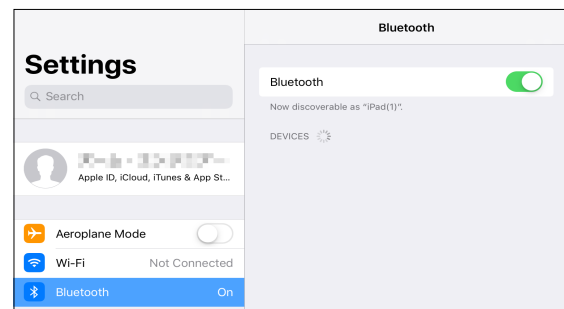 Bluetooth
Settings
Search
Apple ID, iCloud, iTunes & App St...
Aeroplane Mode
Wi-Fi Not Connected
Bluetooth On
Bluetooth
Now discoverable as “iPad(1)”.
DEVICES